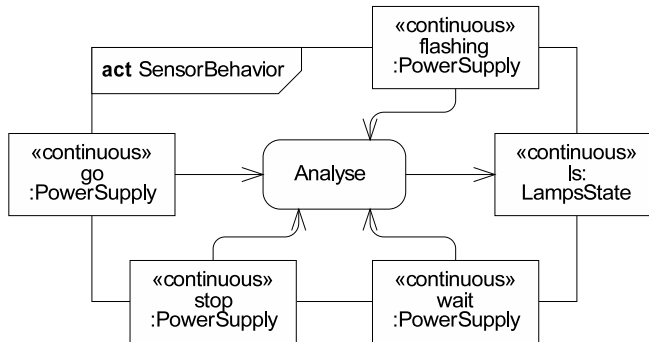 «continuous»
flashing
:PowerSupply
act SensorBehavior
«continuous»
go
:PowerSupply
Analyse
«continuous»
ls:
LampsState
«continuous»
stop
:PowerSupply
«continuous»
wait
:PowerSupply